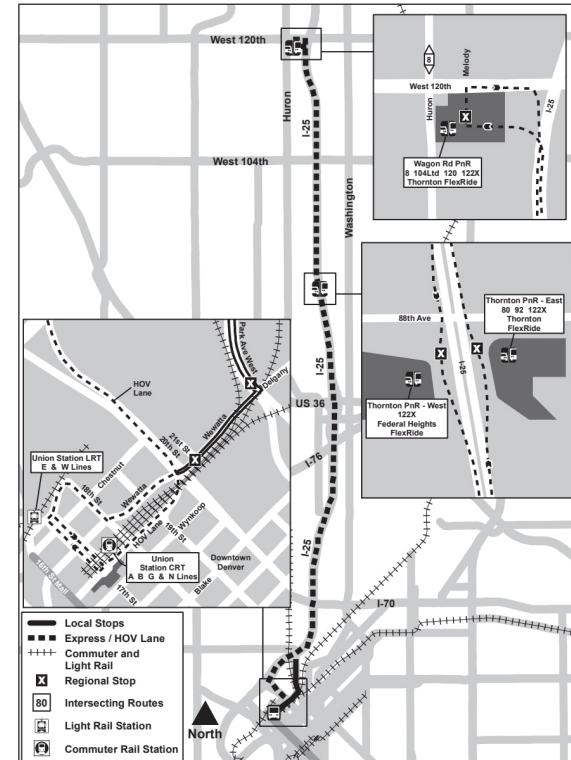 West 120th
Huron
I-25
West 104th
Washington
I-25
US 36
I-76
I-25
I-70
North
8
Melody
West 120th
Huron
I-25
X
Wagon Rd PnR
8 104Ltd 120 122X
Thornton FlexRide
88th Ave
X
X
I-25
Thornton PnR - East
80 92 122X
Thornton
FlexRide
Thornton PnR - West
122X
Federal Heights
FlexRide
HOV
Lane
Park Ave West
X
Delgany
Wewatta
21st St
20th St
X
Chestnut
18th St
Wewatta
HOV Lane
19th St
Wynkoop
Union Station LRT
E & W Lines
Union
Station CRT
A B G & N Lines
Downtown
Denver
16th St Mall
17th St
Blake
Local Stops
Express / HOV Lane
Commuter and
Light Rail
X Regional Stop
80 Intersecting Routes
Light Rail Station
Commuter Rail Station